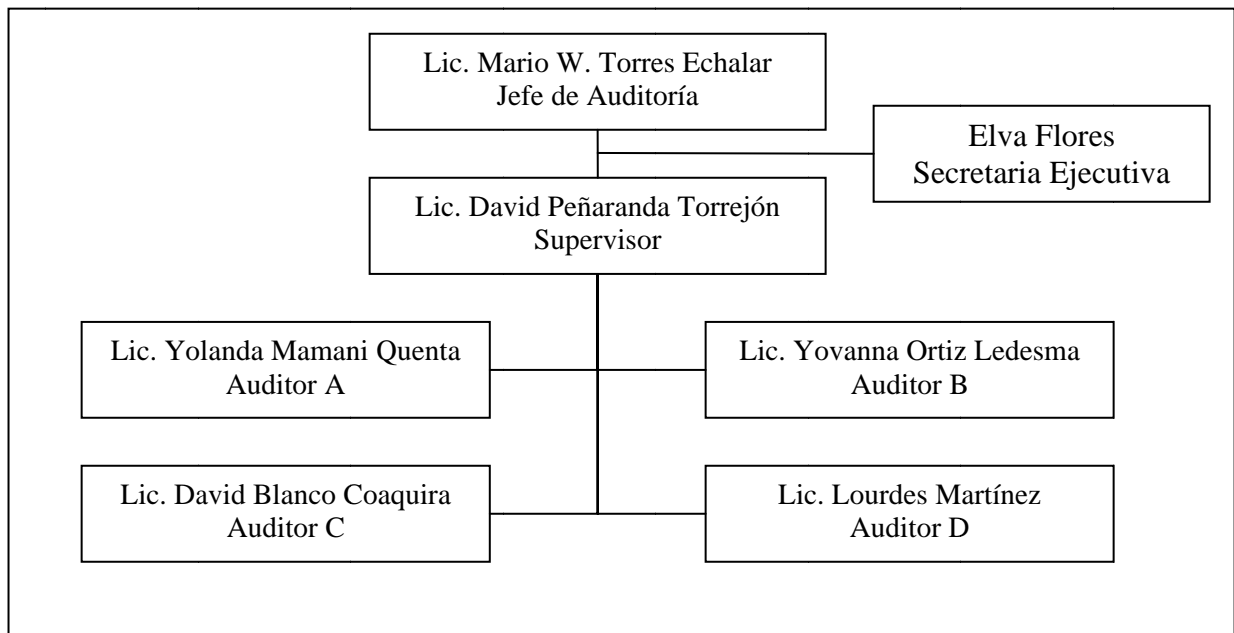 Lic. Mario W. Torres Echalar
Jefe de Auditoría
Elva Flores
Secretaria Ejecutiva
Lic. David Peñaranda Torrejón
Supervisor
Lic. Yolanda Mamani Quenta
Auditor A
Lic. Yovanna Ortiz Ledesma
Auditor B
Lic. David Blanco Coaquira
Auditor C
Lic. Lourdes Martínez
Auditor D